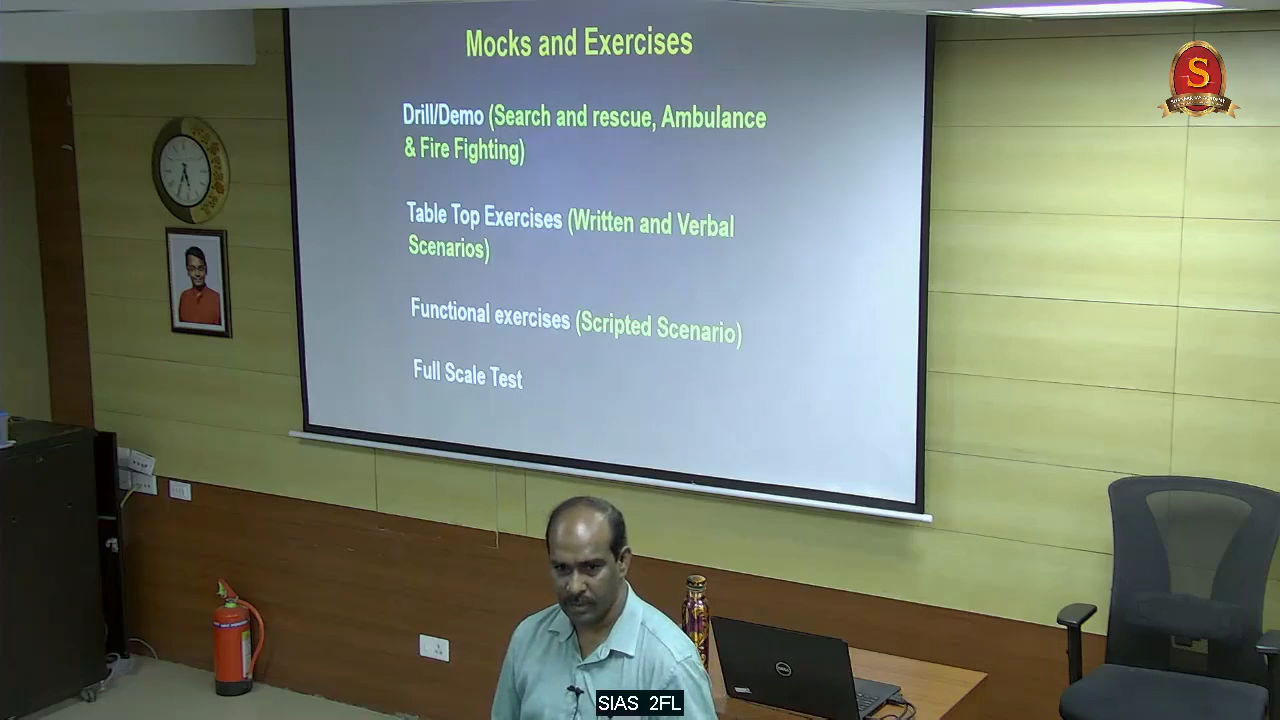 Mocks and Exercises
Drill/Demo (Search and rescue, Ambulance
& Fire Fighting)
Table Top Exercises (Written and Verbal
Scenarios)
Functional exercises (Scripted Scenario)
Full Scale Test
S
DELL
SIAS 2FL